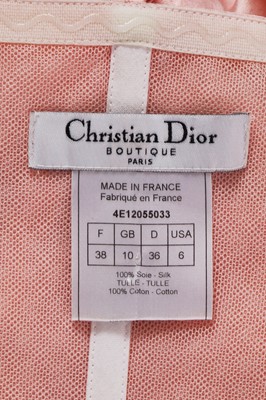 Christian Dior
BOUTIQUE
PARIS
MADE IN FRANCE
Fabriqué en France
4E12055033
F GB D USA
38 10 36 6
100% Soie - Silk
TULLE - TULLE
100% Coton - Cotton